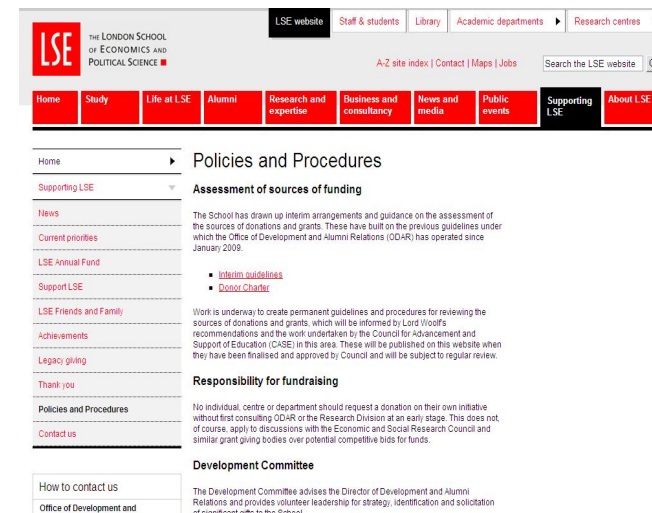 LSE website Staff & students Library Academic departments Research centres
LSE
THE LONDON SCHOOL
OF ECONOMICS AND
POLITICAL SCIENCE
A-Z site index | Contact | Maps | Jobs
Search the LSE website
Home Study Life at LSE Alumni Research and expertise Business and consultancy News and media Public events Supporting LSE About LSE
Home
Supporting LSE
News
Current priorities
LSE Annual Fund
Support LSE
LSE Friends and Family
Achievements
Legacy giving
Thank you
Policies and Procedures
Contact us
How to contact us
Office of Development and
Policies and Procedures
Assessment of sources of funding
The School has drawn up interim arrangements and guidance on the assessment of
the sources of donations and grants. These have built on the previous guidelines under
which the Office of Development and Alumni Relations (ODAR) has operated since
January 2009.
Interim guidelines
Donor Charter
Work is underway to create permanent guidelines and procedures for reviewing the
sources of donations and grants, which will be informed by Lord Woolf's
recommendations and the work undertaken by the Council for Advancement and
Support of Education (CASE) in this area. These will be published on this website when
they have been finalised and approved by Council and will be subject to regular review.
Responsibility for fundraising
No individual, centre or department should request a donation on their own initiative
without first consulting ODAR or the Research Division at an early stage. This does not,
of course, apply to discussions with the Economic and Social Research Council and
similar grant giving bodies over potential competitive bids for funds.
Development Committee
The Development Committee advises the Director of Development and Alumni
Relations and provides volunteer leadership for strategy, identification and solicitation
of significant gifts to the School.